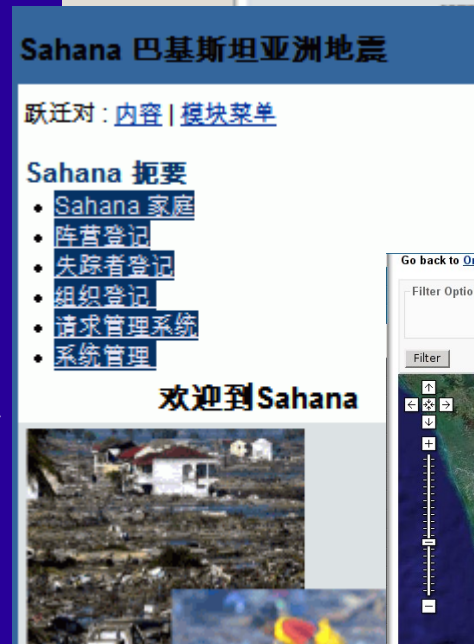 Sahana 巴基斯坦亚洲地震
跃迁对 : 内容 | 模块菜单
Sahana 扼要
• Sahana 家庭
• 阵营登记
• 失踪者登记
• 组织登记
• 请求管理系统
• 系统管理
欢迎到Sahana
Go back to
Filter Optio
Filter